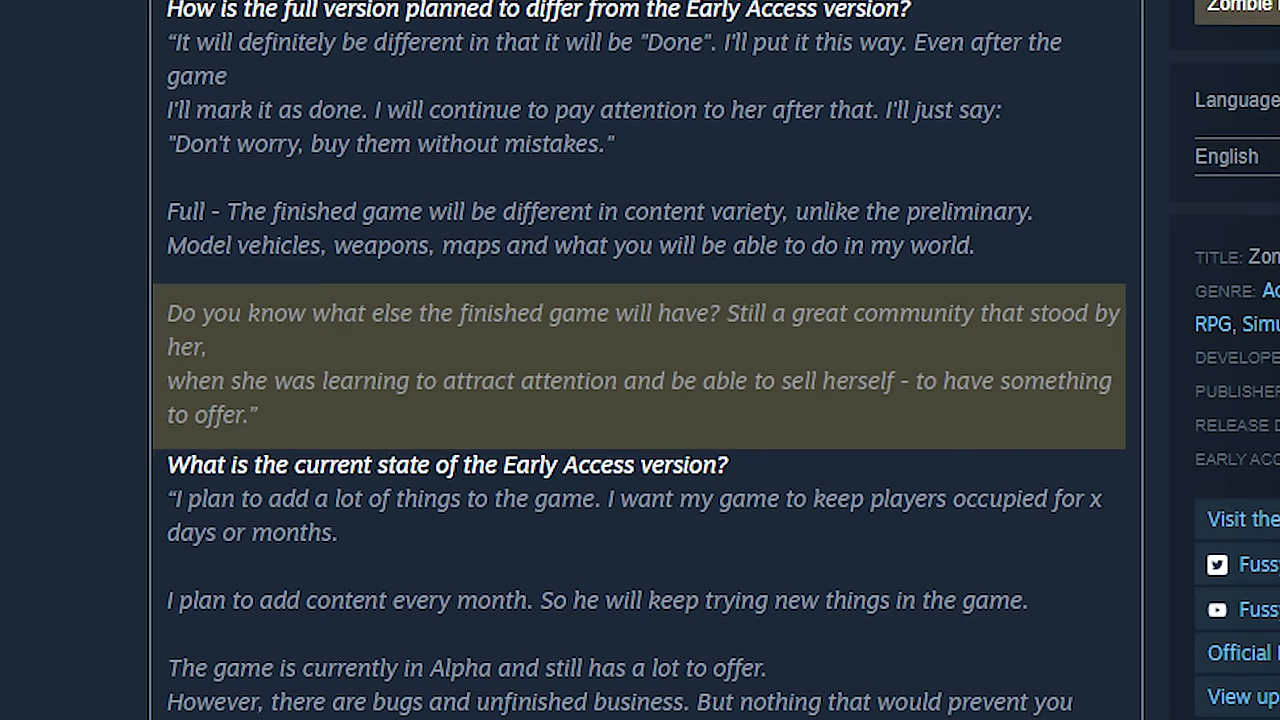 How is the full version planned to differ from the Early Access version?
“It will definitely be different in that it will be "Done". I'll put it this way. Even after the
game
I'll mark it as done. I will continue to pay attention to her after that. I'll just say:
"Don't worry, buy them without mistakes."
Full - The finished game will be different in content variety, unlike the preliminary.
Model vehicles, weapons, maps and what you will be able to do in my world.
Do you know what else the finished game will have? Still a great community that stood by
her,
when she was learning to attract attention and be able to sell herself - to have something
to offer.”
What is the current state of the Early Access version?
“I plan to add a lot of things to the game. I want my game to keep players occupied for x
days or months.
I plan to add content every month. So he will keep trying new things in the game.
The game is currently in Alpha and still has a lot to offer.
However, there are bugs and unfinished business. But nothing that would prevent you
Zombie
Language
English
TITLE: Zom
GENRE: Ac
RPG, Simu
DEVELOPE
PUBLISHER
RELEASE D
EARLY ACC
Visit the
Fuss
Fuss
Official
View up